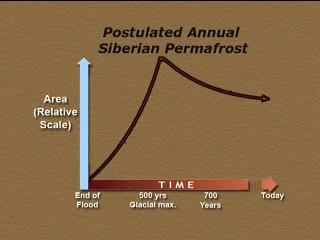 Postulated Annual
Siberian Permafrost
Area
(Relative
Scale)
TIME
End of
Flood
500 yrs
Glacial max.
700
Years
Today